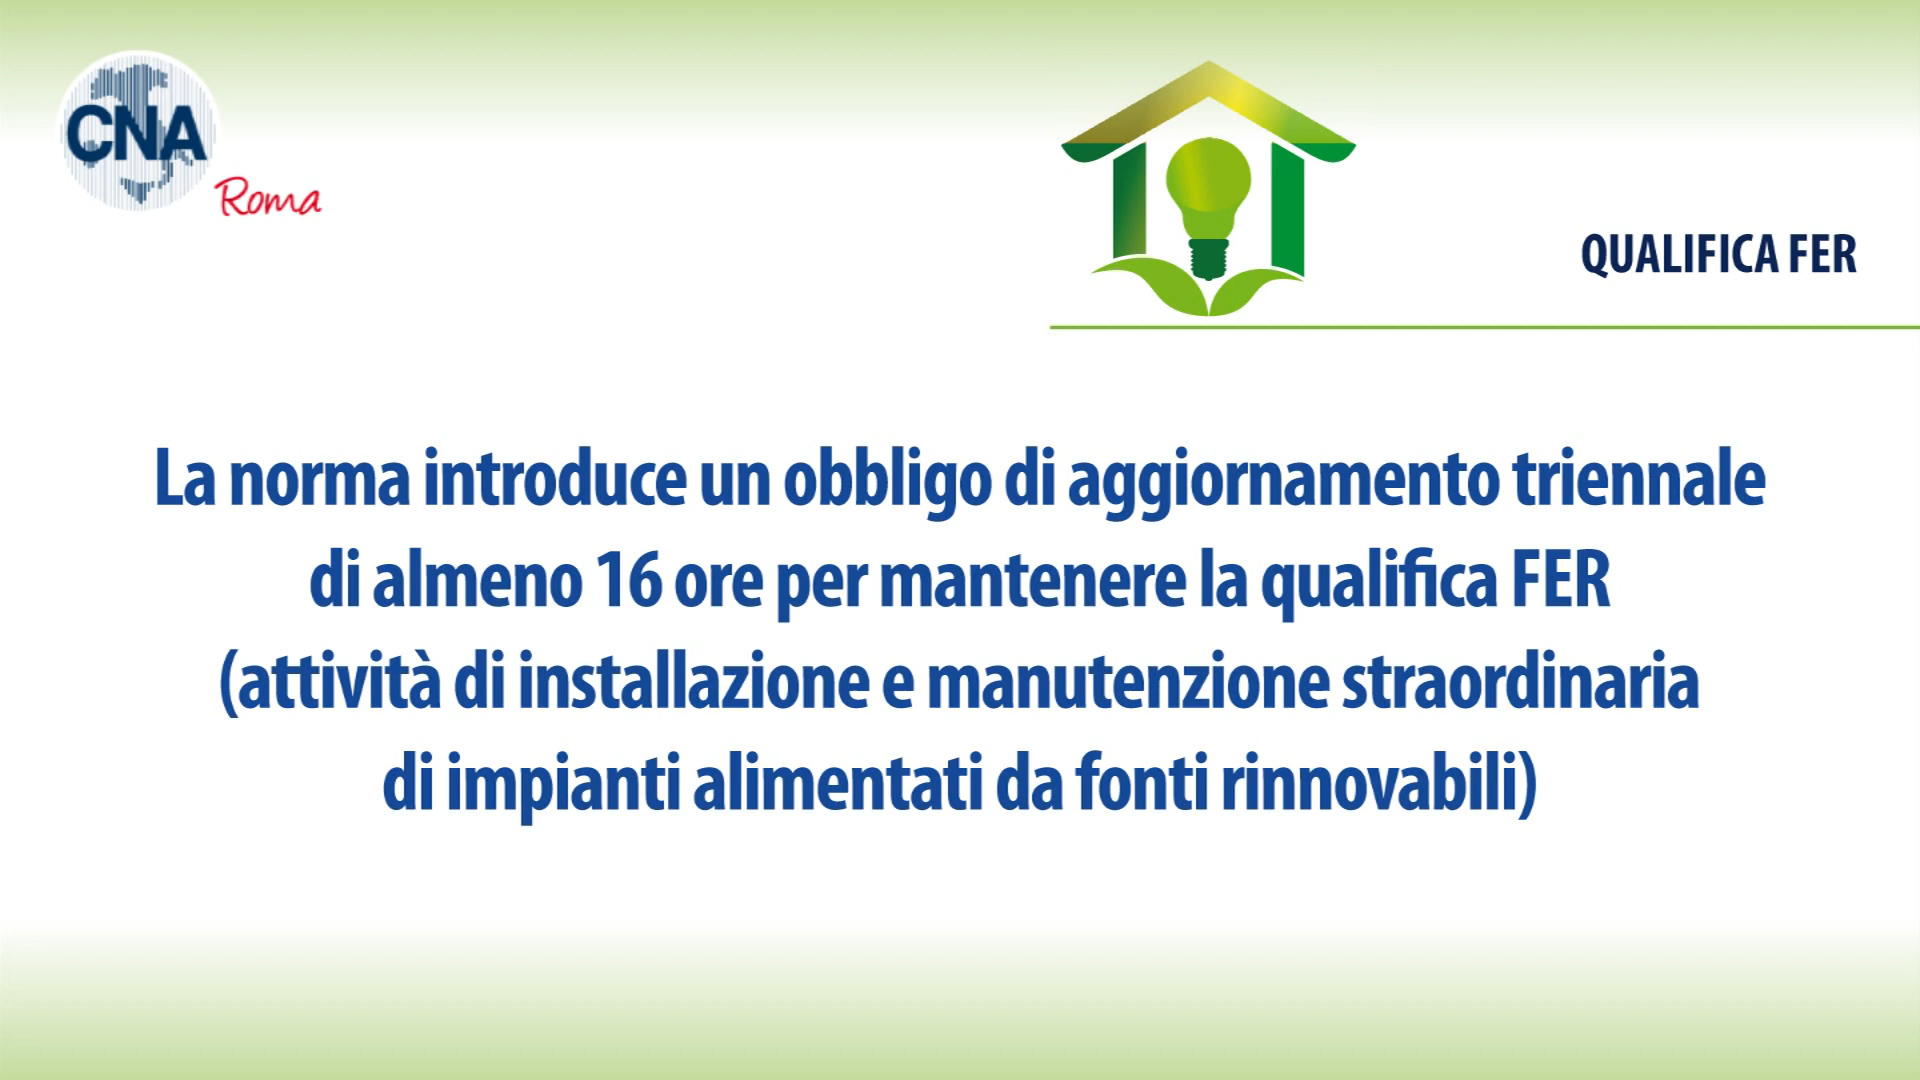 CNA
Roma
QUALIFICA FER
La norma introduce un obbligo di aggiornamento triennale
di almeno 16 ore per mantenere la qualifica FER
(attività di installazione e manutenzione straordinaria
di impianti alimentati da fonti rinnovabili)